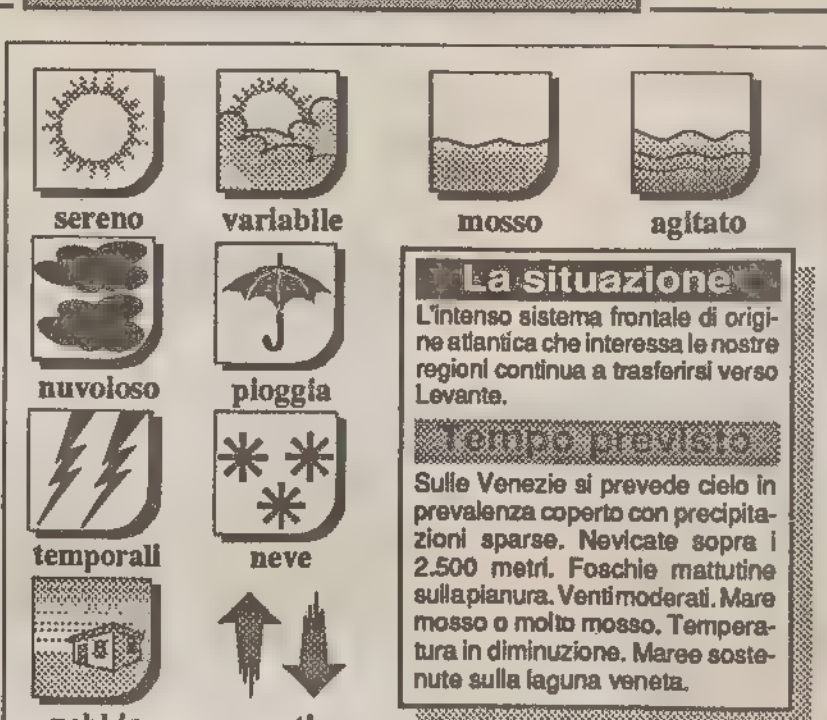 sereno
variabile
mosso
agitato
nuvoloso
pioggia
temporali
neve
La situazione
L'intenso sistema frontale di origi-
ne atlantica che interessa le nostre
regioni continua a trasferirsi verso
Levante.
Tempo previsto
Sulle Venezie si prevede cielo in
prevalenza coperto con precipita-
zioni sparse. Nevicate sopra i
2.500 metri. Foschie mattutine
sulla pianura. Venti moderati. Mare
mosso o molto mosso. Tempera-
tura in diminuzione. Maree soste-
nute sulla laguna veneta.